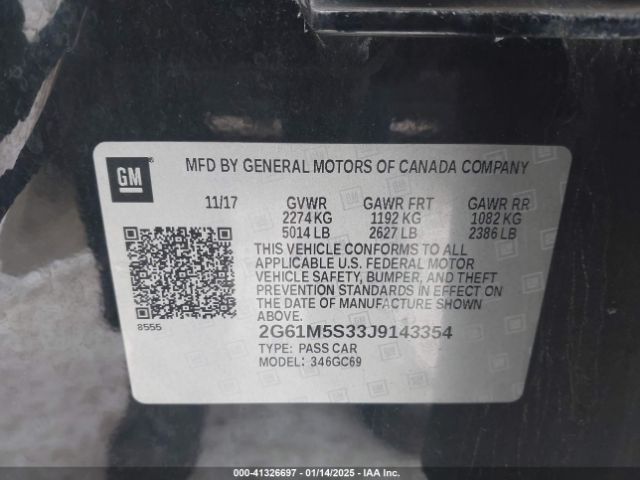 GM
®
MFD BY GENERAL MOTORS OF CANADA COMPANY
11/17 GVWR GAWR FRT GAWR RR
2274 KG 1192 KG 1082 KG
5014 LB 2627 LB 2386 LB
THIS VEHICLE CONFORMS TO ALL
APPLICABLE U.S. FEDERAL MOTOR
VEHICLE SAFETY, BUMPER, AND THEFT
PREVENTION STANDARDS IN EFFECT ON
THE DATE OF MANUFACTURE SHOWN
ABOVE.
8555
2G61M5S33J9143354
TYPE: PASS CAR
MODEL: 346GC69
00-41326697 - 01/14/2025 - IAA Inc.